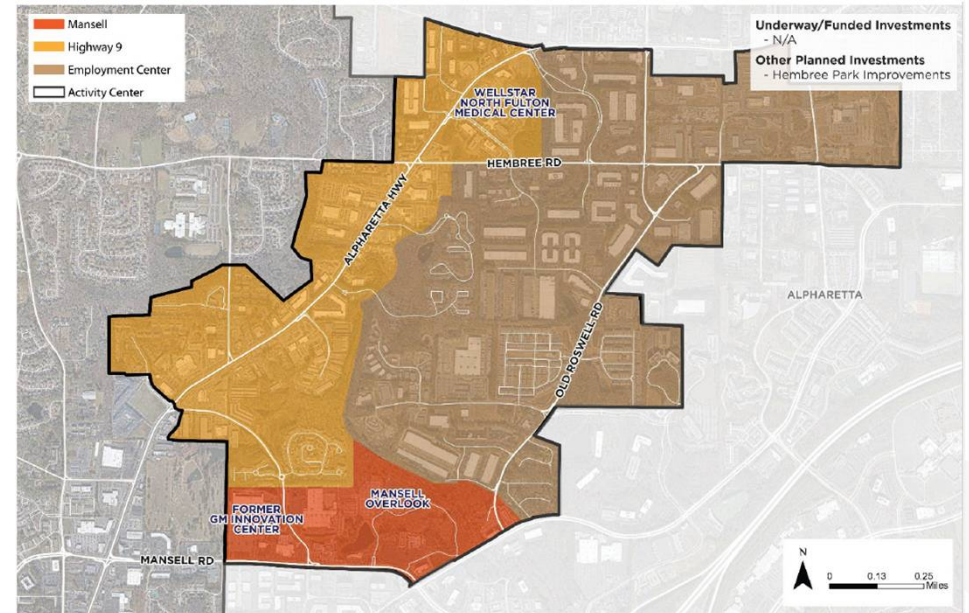 Mansell
Highway 9
Employment Center
Activity Center
Underway/Funded Investments
- N/A
Other Planned Investments
- Hembree Park Improvements
WELLSTAR
NORTH FULTON
MEDICAL CENTER
HEMBREE RD
ALPHARETTA HWY
ALPHARETTA
OLD ROSWELL RD
MANSELL
OVERLOOK
FORMER
GM INNOVATION
CENTER
MANSELL RD
N
0 0.13 0.25
Miles